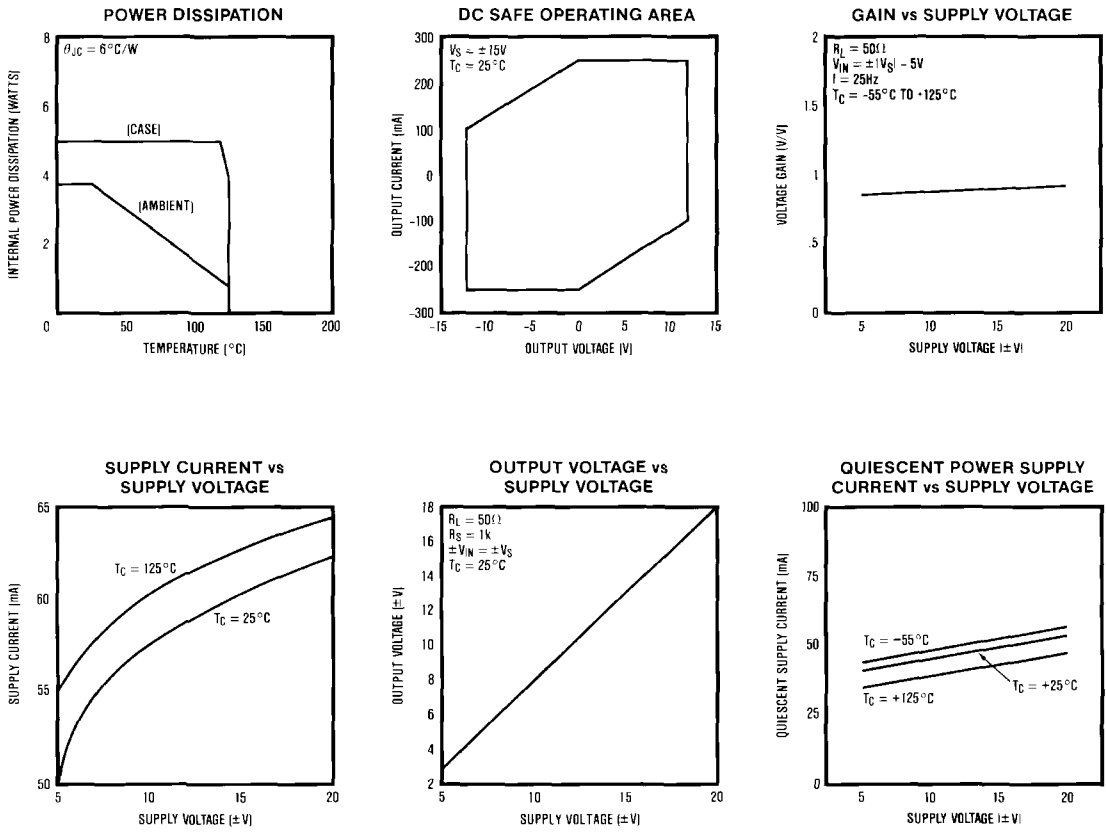 POWER DISSIPATION
θJC = 6°C/W
INTERNAL POWER DISSIPATION (WATTS)
8
6
4
2
0
(CASE)
(AMBIENT)
50
100
150
200
TEMPERATURE (°C)
DC SAFE OPERATING AREA
VS = ±15V
TC = 25°C
OUTPUT CURRENT (mA)
300
200
100
0
-100
-200
-300
-15
-10
-5
0
5
10
15
OUTPUT VOLTAGE (V)
GAIN vs SUPPLY VOLTAGE
RL = 50Ω
VIN = ±|VS| - 5V
f = 25Hz
TC = -55°C TO +125°C
VOLTAGE GAIN (V/V)
2
1.5
1
.5
0
5
10
15
20
SUPPLY VOLTAGE (±V)
SUPPLY CURRENT vs
SUPPLY VOLTAGE
SUPPLY CURRENT (mA)
65
60
55
50
TC = 125°C
TC = 25°C
5
10
15
20
SUPPLY VOLTAGE (±V)
OUTPUT VOLTAGE vs
SUPPLY VOLTAGE
RL = 50Ω
RS = 1k
±VIN = ±VS
TC = 25°C
OUTPUT VOLTAGE (±V)
18
16
14
12
10
8
6
4
2
5
10
15
20
SUPPLY VOLTAGE (±V)
QUIESCENT POWER SUPPLY
CURRENT vs SUPPLY VOLTAGE
QUIESCENT SUPPLY CURRENT (mA)
100
75
50
25
0
TC = -55°C
TC = +25°C
TC = +125°C
5
10
15
20
SUPPLY VOLTAGE (±V)